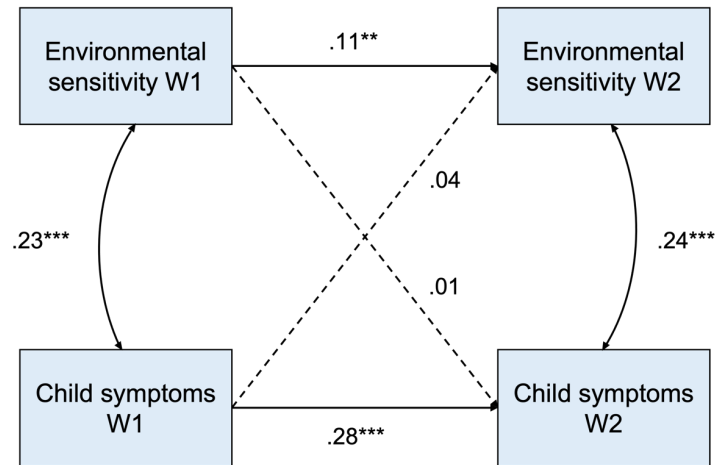 Environmental
sensitivity W1
.11**
Environmental
sensitivity W2
.04
.23***
.24***
.01
Child symptoms
W1
.28***
Child symptoms
W2